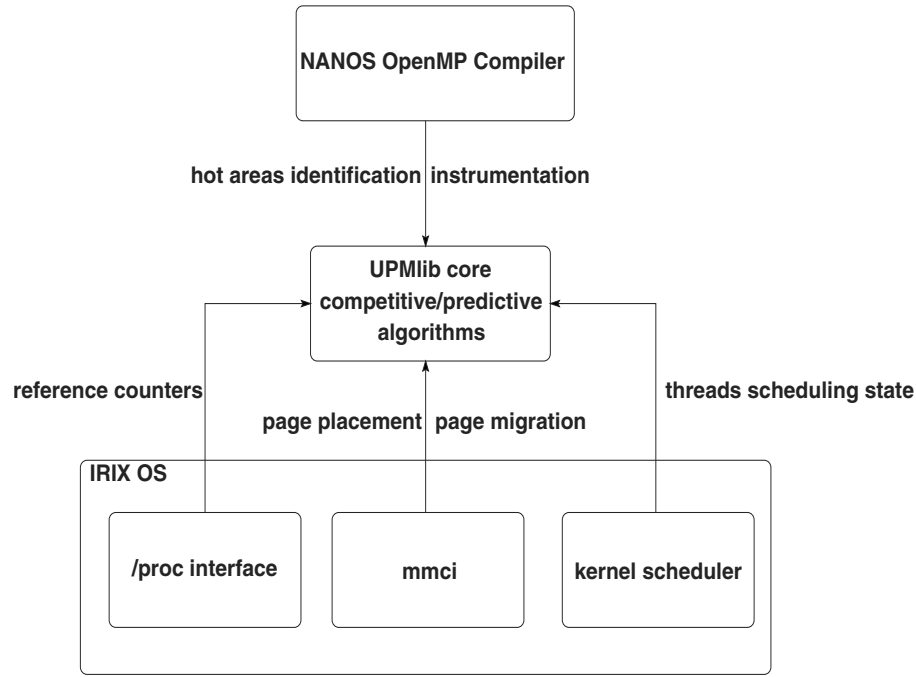 NANOS OpenMP Compiler
hot areas identification instrumentation
UPMlib core
competitive/predictive
algorithms
reference counters
threads scheduling state
page placement page migration
IRIX OS
/proc interface
mmci
kernel scheduler